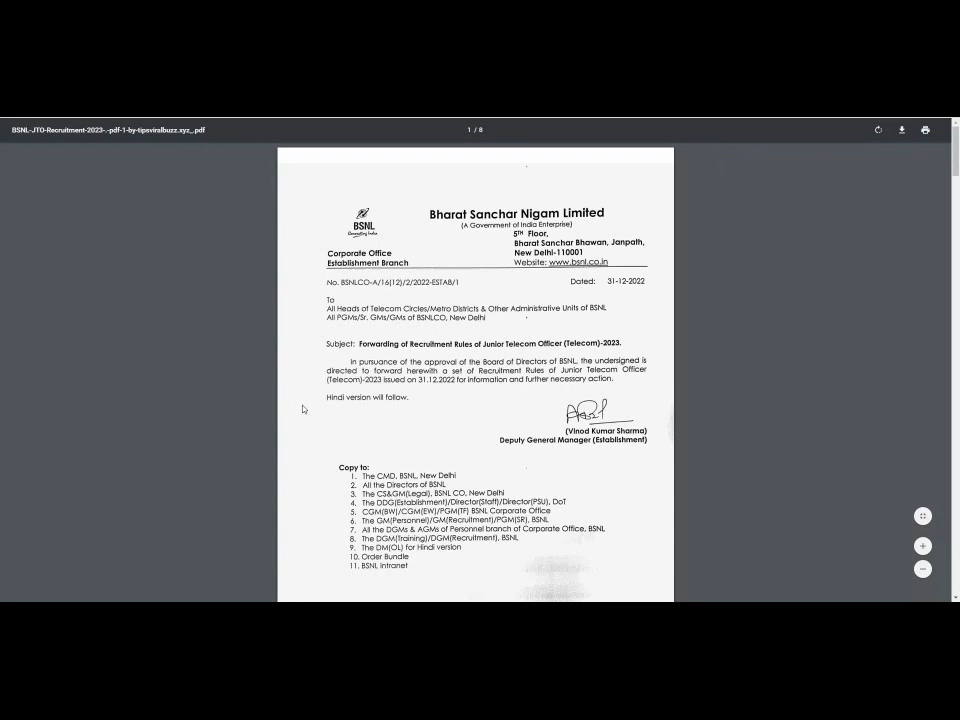 BSNL-JTO-Recruitment-2023-.-pdf-1-by-tipsviralbuzz.xyz_.pdf
1 / 8
BSNL
Connecting India
Bharat Sanchar Nigam Limited
(A Government of India Enterprise)
5TH Floor,
Bharat Sanchar Bhawan, Janpath,
Corporate Office New Delhi-110001
Establishment Branch Website: www.bsnl.co.in
No. BSNLCO-A/16(12)/2/2022-ESTAB/1 Dated: 31-12-2022
To
All Heads of Telecom Circles/Metro Districts & Other Administrative Units of BSNL
All PGMs/Sr. GMs/GMs of BSNLCO, New Delhi
Subject: Forwarding of Recruitment Rules of Junior Telecom Officer (Telecom)-2023.
In pursuance of the approval of the Board of Directors of BSNL, the undersigned is
directed to forward herewith a set of Recruitment Rules of Junior Telecom Officer
(Telecom)-2023 issued on 31.12.2022 for information and further necessary action.
Hindi version will follow.
(Vinod Kumar Sharma)
Deputy General Manager (Establishment)
Copy to:
1. The CMD, BSNL, New Delhi
2. All the Directors of BSNL
3. The CS&GM(Legal), BSNL CO, New Delhi
4. The DDG(Establishment)/Director(Staff)/Director(PSU), DoT
5. CGM(BW)/CGM(EW)/PGM(TF) BSNL Corporate Office
6. The GM(Personnel)/GM(Recruitment)/PGM(SR), BSNL
7. All the DGMs & AGMs of Personnel branch of Corporate Office, BSNL
8. The DGM(Training)/DGM(Recruitment), BSNL
9. The DM(OL) for Hindi version
10. Order Bundle
11. BSNL Intranet